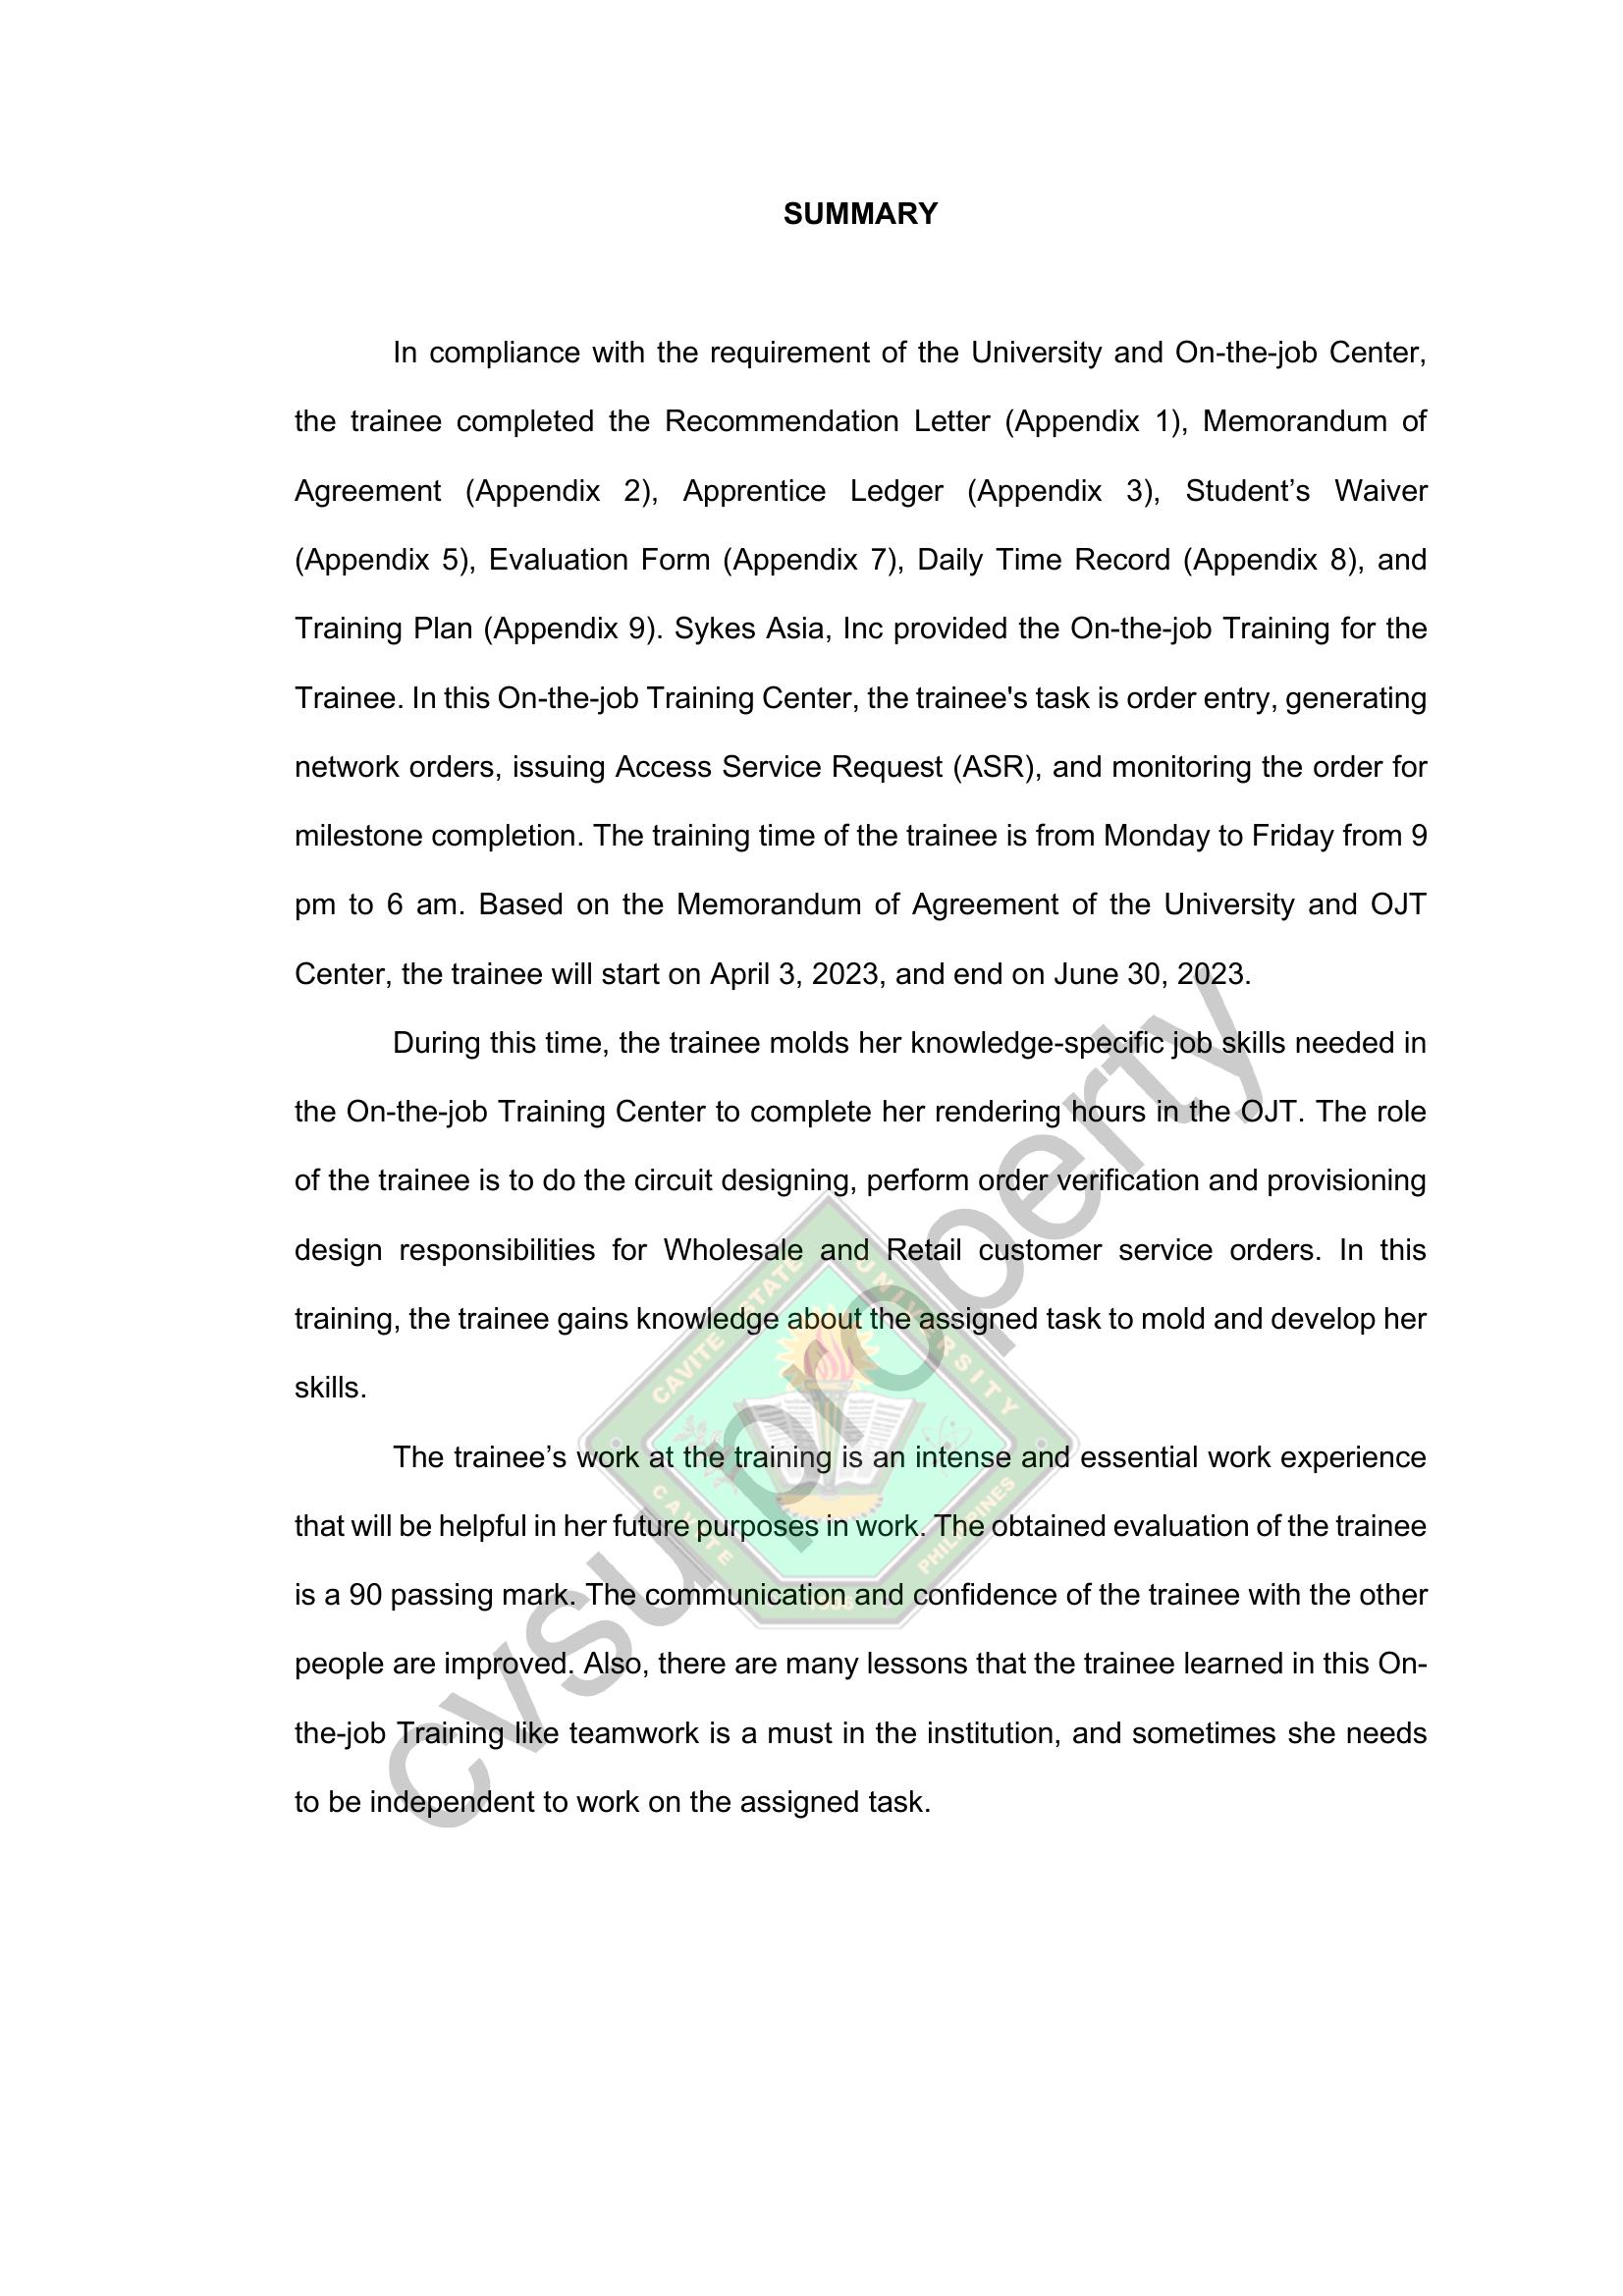 SUMMARY
In compliance with the requirement of the University and On-the-job Center,
the trainee completed the Recommendation Letter (Appendix 1), Memorandum of
Agreement (Appendix 2), Apprentice Ledger (Appendix 3), Student’s Waiver
(Appendix 5), Evaluation Form (Appendix 7), Daily Time Record (Appendix 8), and
Training Plan (Appendix 9). Sykes Asia, Inc provided the On-the-job Training for the
Trainee. In this On-the-job Training Center, the trainee's task is order entry, generating
network orders, issuing Access Service Request (ASR), and monitoring the order for
milestone completion. The training time of the trainee is from Monday to Friday from 9
pm to 6 am. Based on the Memorandum of Agreement of the University and OJT
Center, the trainee will start on April 3, 2023, and end on June 30, 2023.
During this time, the trainee molds her knowledge-specific job skills needed in
the On-the-job Training Center to complete her rendering hours in the OJT. The role
of the trainee is to do the circuit designing, perform order verification and provisioning
design responsibilities for Wholesale and Retail customer service orders. In this
training, the trainee gains knowledge about the assigned task to mold and develop her
skills.
The trainee’s work at the training is an intense and essential work experience
that will be helpful in her future purposes in work. The obtained evaluation of the trainee
is a 90 passing mark. The communication and confidence of the trainee with the other
people are improved. Also, there are many lessons that the trainee learned in this On-
the-job Training like teamwork is a must in the institution, and sometimes she needs
to be independent to work on the assigned task.
cvsu property
CAVITE STATE UNIVERSITY
CAVITE
PHILIPPINES